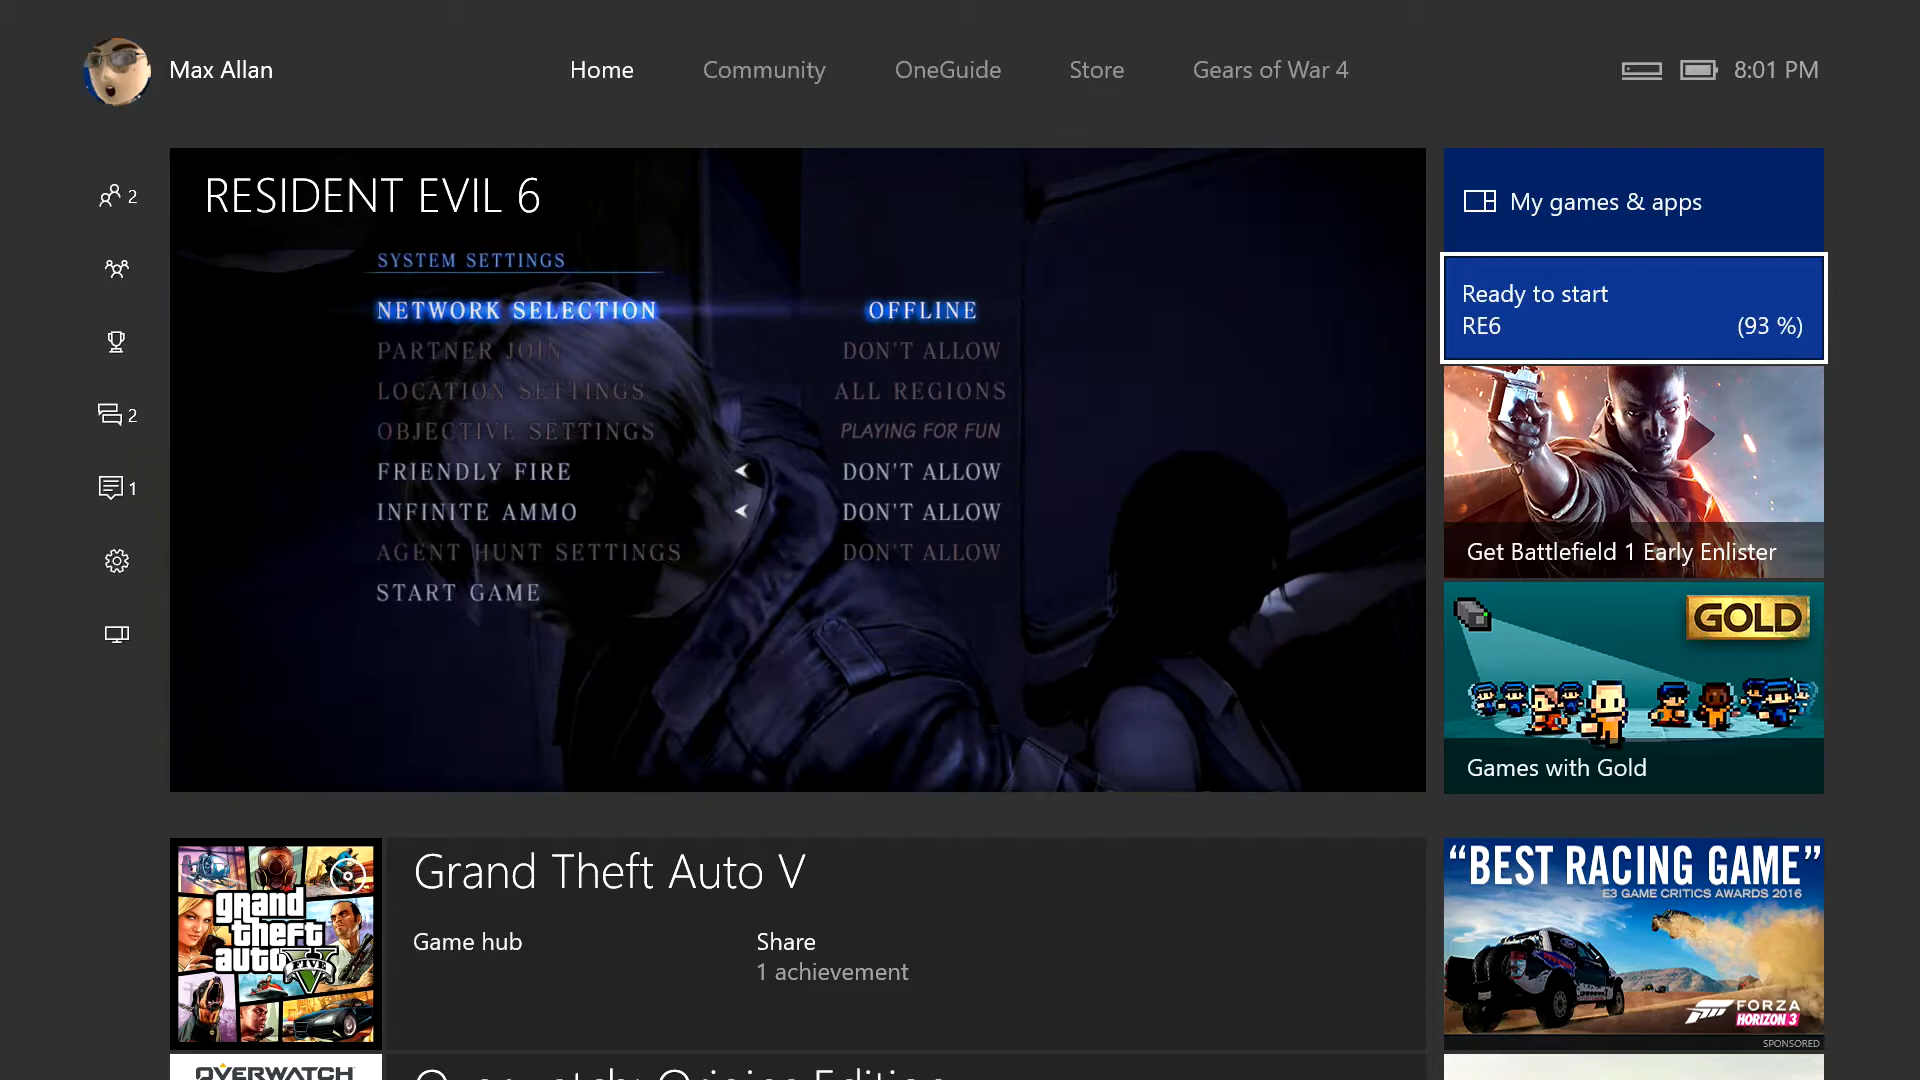 Max Allan
Home
Community
OneGuide
Store
Gears of War 4
8:01 PM
2
2
1
RESIDENT EVIL 6
SYSTEM SETTINGS
NETWORK SELECTION OFFLINE
PARTNER JOIN DON'T ALLOW
LOCATION SETTINGS ALL REGIONS
OBJECTIVE SETTINGS PLAYING FOR FUN
FRIENDLY FIRE DON'T ALLOW
INFINITE AMMO DON'T ALLOW
AGENT HUNT SETTINGS DON'T ALLOW
START GAME
My games & apps
Ready to start
RE6 (93 %)
Get Battlefield 1 Early Enlister
GOLD
Games with Gold
grand
theft
auto
V
FIVE
Grand Theft Auto V
Game hub
Share
1 achievement
“BEST RACING GAME”
E3 GAME CRITICS AWARDS 2016
FORZA
HORIZON 3
SPONSORED
OVERWATCH
Overwatch: Origins Edition